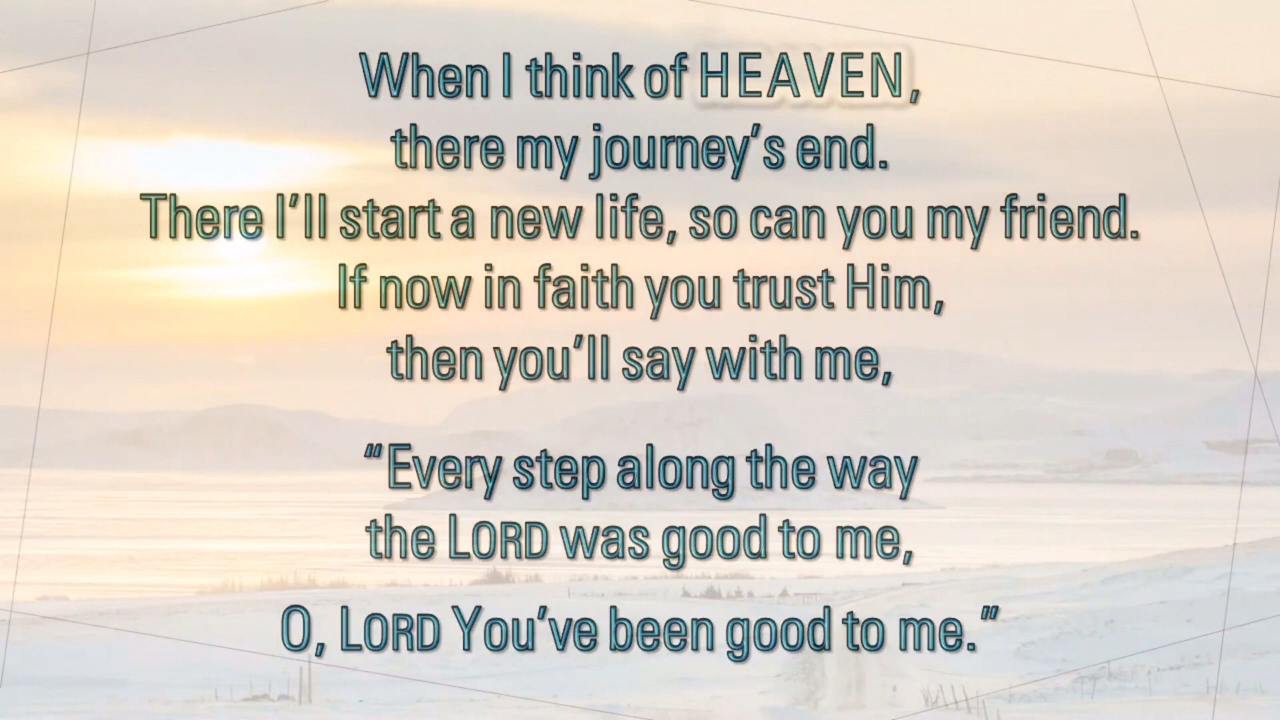 When I think of HEAVEN,
there my journey’s end.
There I’ll start a new life, so can you my friend.
If now in faith you trust Him,
then you’ll say with me,
“Every step along the way
the LORD was good to me,
O, LORD You’ve been good to me.”